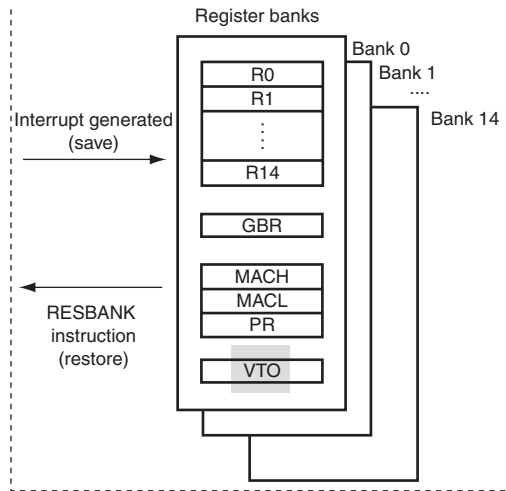 Register banks
Bank 0
Bank 1
....
Bank 14
R0
R1
R14
GBR
MACH
MACL
PR
VTO
Interrupt generated
(save)
RESBANK
instruction
(restore)